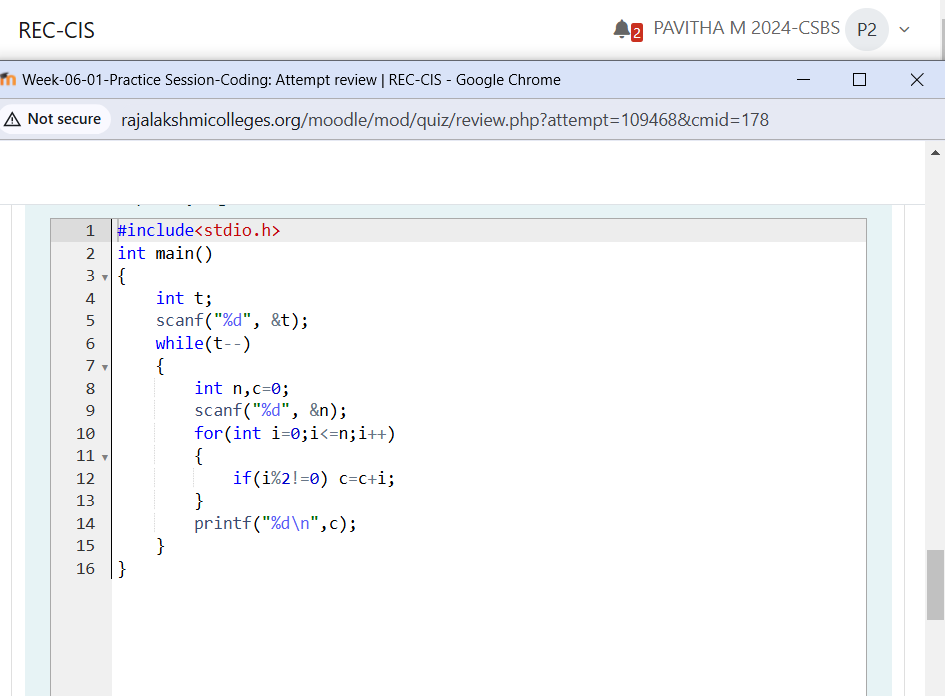 REC-CIS
2 PAVITHA M 2024-CSBS P2
Week-06-01-Practice Session-Coding: Attempt review | REC-CIS - Google Chrome
Not secure rajalakshmicolleges.org/moodle/mod/quiz/review.php?attempt=109468&cmid=178
1 #include<stdio.h>
2 int main()
3 {
4     int t;
5     scanf("%d", &t);
6     while(t--)
7     {
8         int n,c=0;
9         scanf("%d", &n);
10         for(int i=0;i<=n;i++)
11         {
12             if(i%2!=0) c=c+i;
13         }
14         printf("%d\n",c);
15     }
16 }